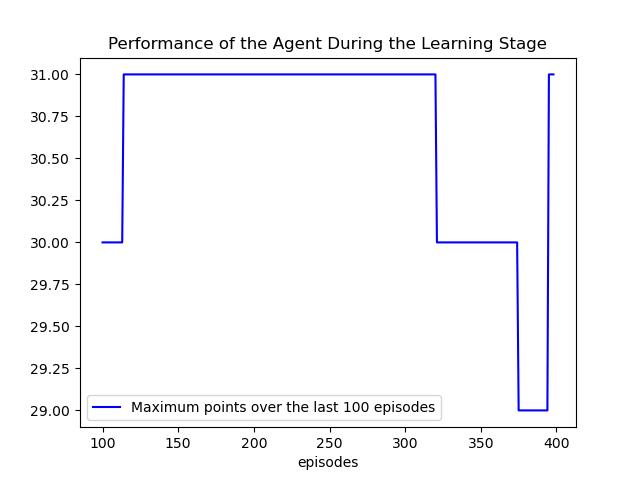 Performance of the Agent During the Learning Stage
31.00
30.75
30.50
30.25
30.00
29.75
29.50
29.25
29.00
Maximum points over the last 100 episodes
100 150 200 250 300 350 400
episodes